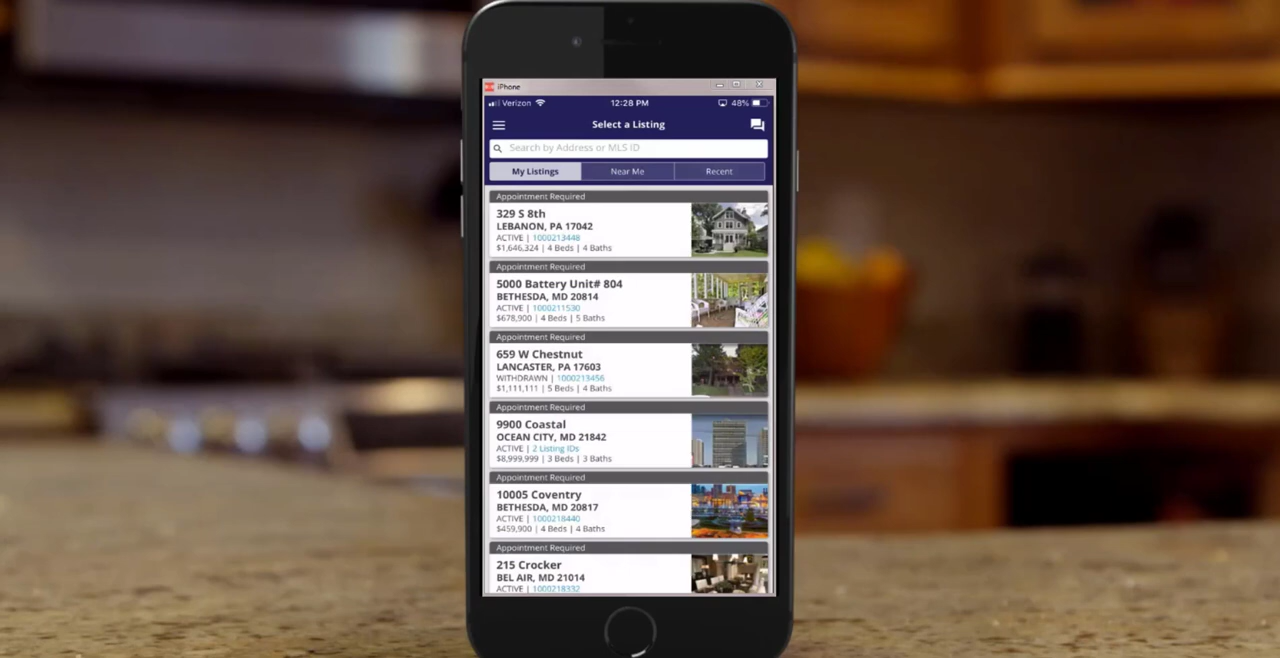 iPhone
Verizon 12:28 PM 48%
Select a Listing
Search by Address or MLS ID
My Listings Near Me Recent
Appointment Required
329 S 8th
LEBANON, PA 17042
ACTIVE | 1000213448
$1,646,324 | 4 Beds | 4 Baths
Appointment Required
5000 Battery Unit# 804
BETHESDA, MD 20814
ACTIVE | 1000211530
$678,900 | 4 Beds | 5 Baths
Appointment Required
659 W Chestnut
LANCASTER, PA 17603
WITHDRAWN | 1000213456
$1,111,111 | 5 Beds | 4 Baths
Appointment Required
9900 Coastal
OCEAN CITY, MD 21842
ACTIVE | 2 Listing IDs
$8,999,999 | 3 Beds | 3 Baths
Appointment Required
10005 Coventry
BETHESDA, MD 20817
ACTIVE | 1000218440
$459,900 | 4 Beds | 4 Baths
Appointment Required
215 Crocker
BEL AIR, MD 21014
ACTIVE | 1000218332